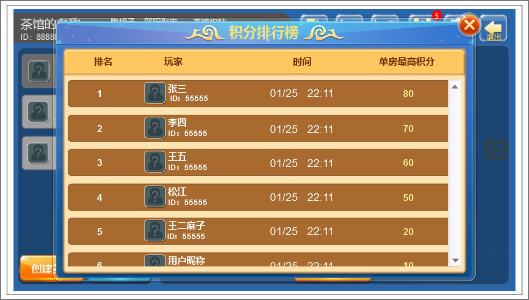 茶馆的名称
ID: 88888
3
积分排行榜
退出
排名 玩家 时间 单房最高积分
1 张三 ID: 55555 01/25 22:11 80
2 李四 ID: 55555 01/25 22:11 70
3 王五 ID: 55555 01/25 22:11 60
4 松江 ID: 55555 01/25 22:11 50
5 王二麻子 ID: 55555 01/25 22:11 20
6 用户昵称 01/25 22:11 10
创建